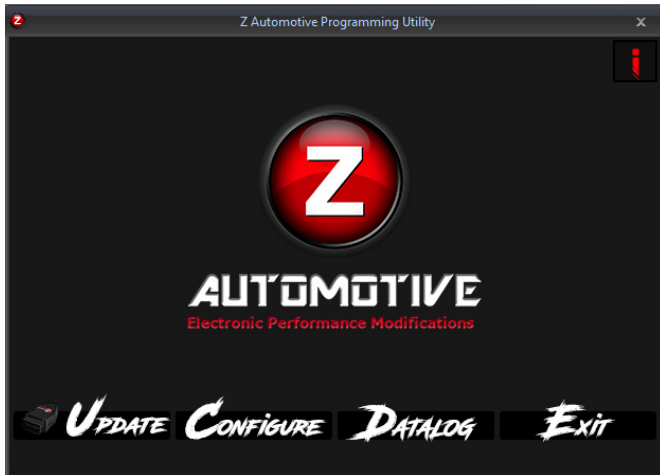 Z
Z Automotive Programming Utility
X
i
Z
AUTOMOTIVE
Electronic Performance Modifications
UPDATE
CONFIGURE
DATALOG
EXIT